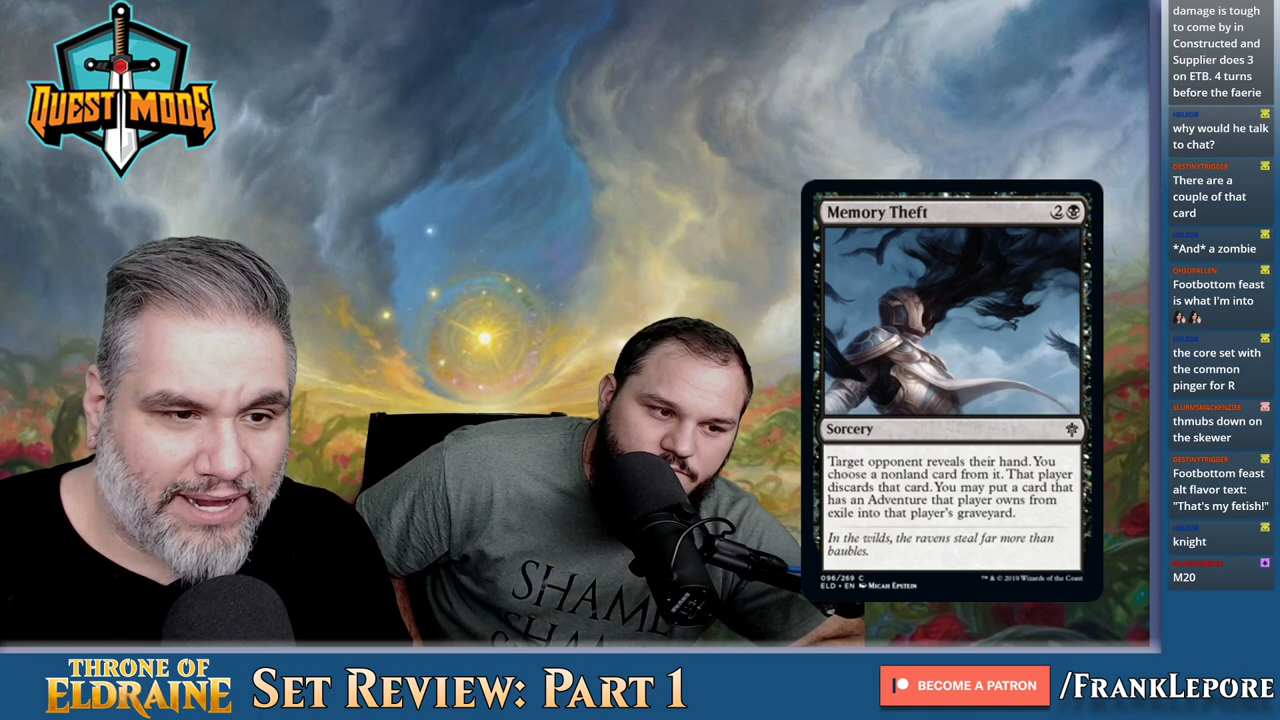 QUEST MODE
Memory Theft 2
Sorcery
Target opponent reveals their hand. You
choose a nonland card from it. That player
discards that card. You may put a card that
has an Adventure that player owns from
exile into that player's graveyard.
In the wilds, the ravens steal far more than
baubles.
096/269 C
ELD • EN Micah Epstein
™ & © 2019 Wizards of the Coast
SHAME
damage is tough
to come by in
Constructed and
Supplier does 3
on ETB. 4 turns
before the faerie
why would he talk
to chat?
DESTINYTRIGGER
There are a
couple of that
card
*And* a zombie
OHSOFALLEN
Footbottom feast
is what I'm into
the core set with
the common
pinger for R
SLURMSMACKENZIER
thmubs down on
the skewer
DESTINYTRIGGER
Footbottom feast
alt flavor text:
"That's my fetish!"
knight
M20
THRONE OF
ELDRAINE
SET REVIEW: PART 1
BECOME A PATRON
/FRANKLEPORE